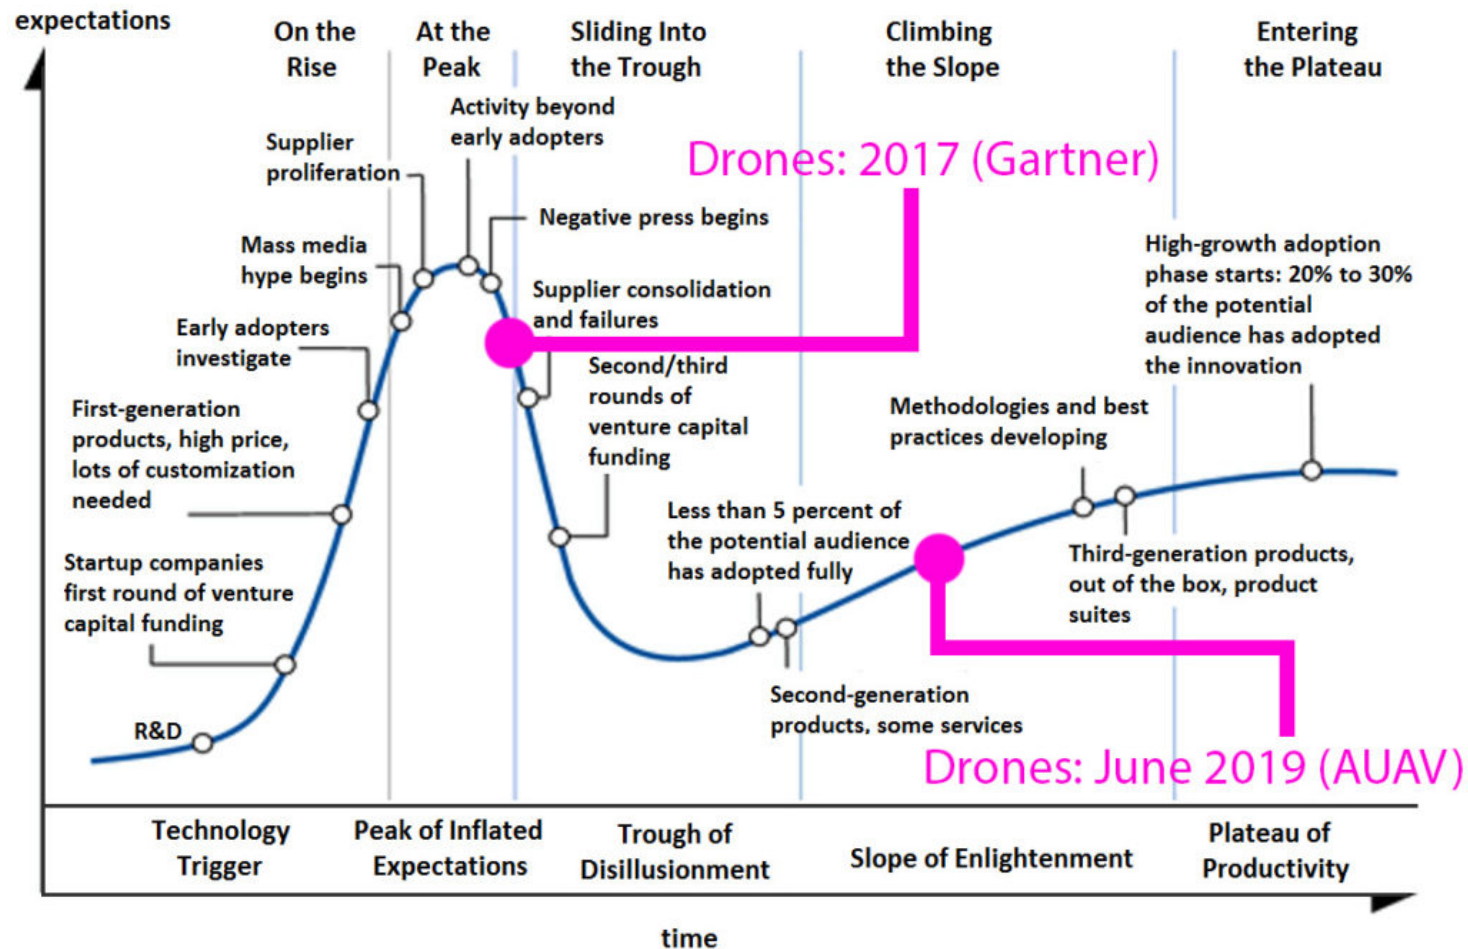 expectations
On the
Rise
At the
Peak
Sliding Into
the Trough
Climbing
the Slope
Entering
the Plateau
Activity beyond
early adopters
Supplier
proliferation
Drones: 2017 (Gartner)
Negative press begins
Mass media
hype begins
High-growth adoption
phase starts: 20% to 30%
of the potential
audience has adopted
the innovation
Supplier consolidation
and failures
Early adopters
investigate
Second/third
rounds of
venture capital
funding
First-generation
products, high price,
lots of customization
needed
Methodologies and best
practices developing
Less than 5 percent of
the potential audience
has adopted fully
Startup companies
first round of venture
capital funding
Third-generation products,
out of the box, product
suites
Second-generation
products, some services
R&D
Drones: June 2019 (AUAV)
Technology
Trigger
Peak of Inflated
Expectations
Trough of
Disillusionment
Slope of Enlightenment
Plateau of
Productivity
time